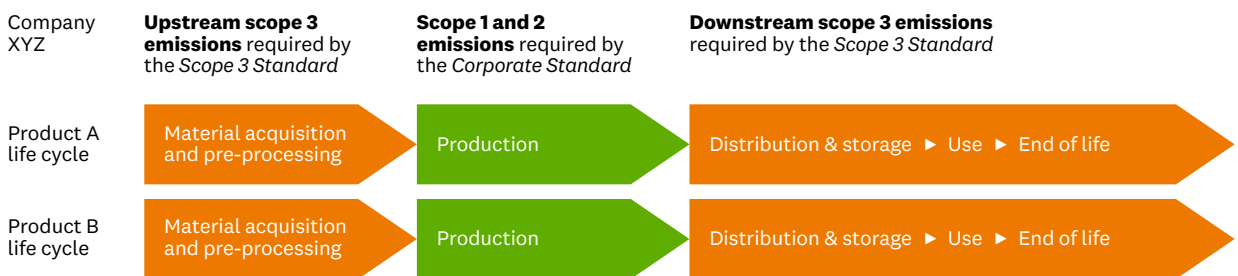 Company
XYZ
Upstream scope 3
emissions required by
the Scope 3 Standard
Scope 1 and 2
emissions required by
the Corporate Standard
Downstream scope 3 emissions
required by the Scope 3 Standard
Product A
life cycle
Material acquisition
and pre-processing
Production
Distribution & storage ► Use ► End of life
Product B
life cycle
Material acquisition
and pre-processing
Production
Distribution & storage ► Use ► End of life